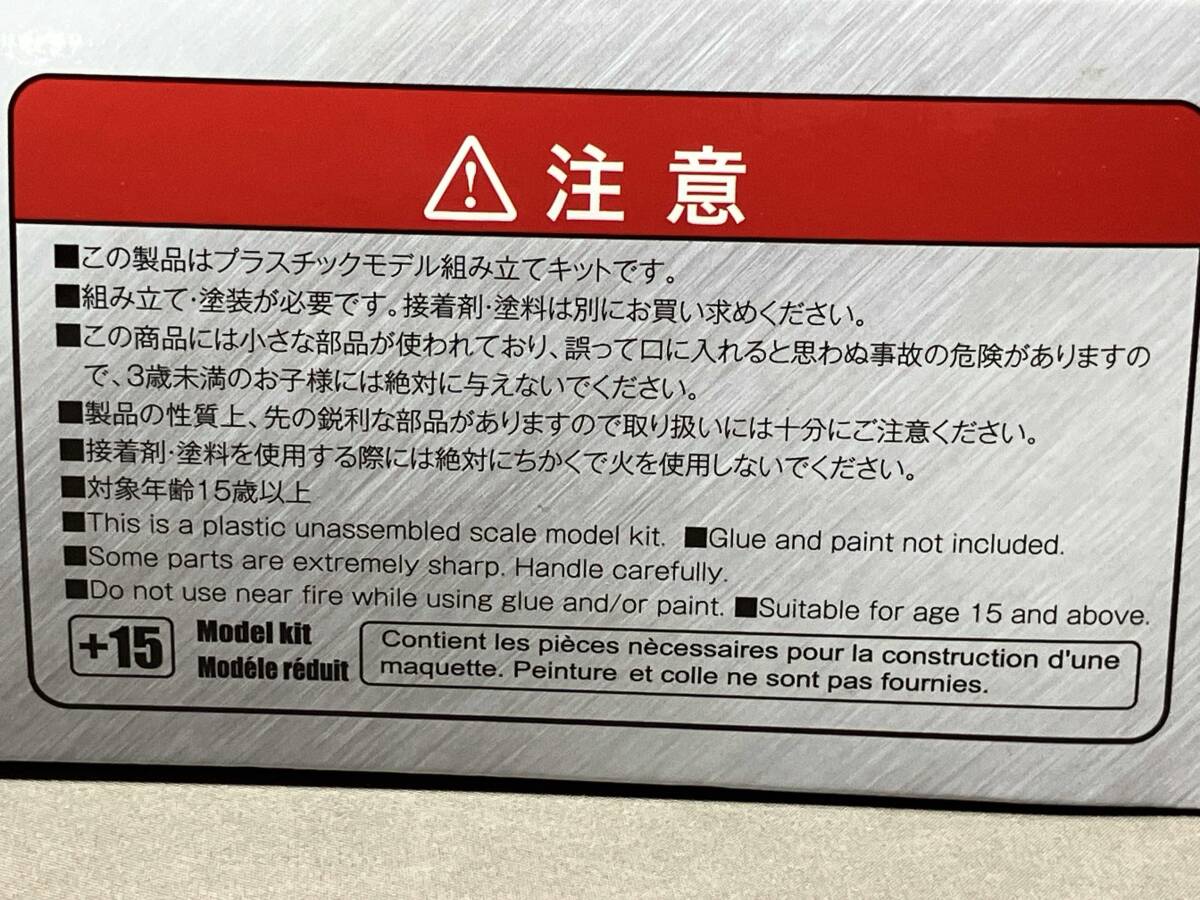 注意
■この製品はプラスチックモデル組み立てキットです。
■組み立て・塗装が必要です。接着剤・塗料は別にお買い求めください。
■この商品には小さな部品が使われており、誤って口に入れると思わぬ事故の危険がありますの
で、3歳未満のお子様には絶対に与えないでください。
■製品の性質上、先の鋭利な部品がありますので取り扱いには十分にご注意ください。
■接着剤・塗料を使用する際には絶対にちかくで火を使用しないでください。
■対象年齢15歳以上
■This is a plastic unassembled scale model kit. ■Glue and paint not included.
■Some parts are extremely sharp. Handle carefully.
■Do not use near fire while using glue and/or paint. ■Suitable for age 15 and above.
+15
Model kit
Modéle réduit
Contient les pièces nècessaires pour la construction d'une
maquette. Peinture et colle ne sont pas fournies.